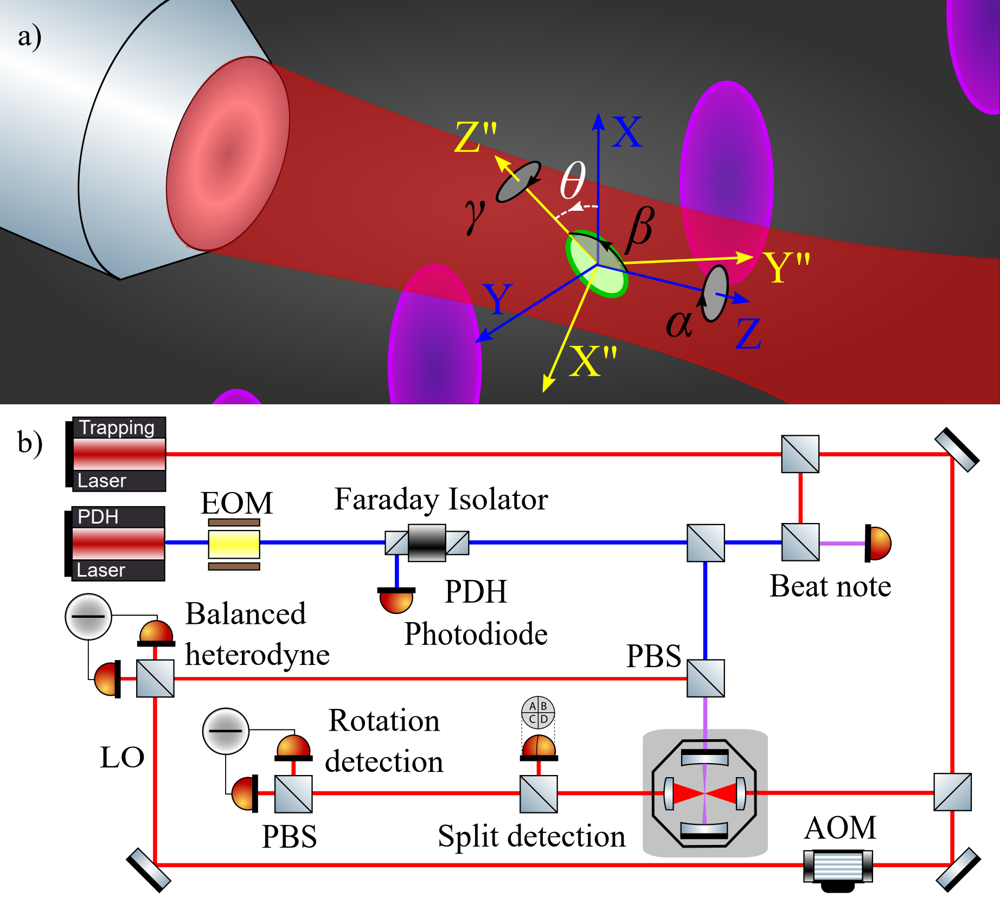 a)
Z"
X
θ
γ
β
Y"
Y
α
Z
X"
b)
Trapping
Laser
PDH
Laser
EOM
Faraday Isolator
PDH
Photodiode
Beat note
Balanced
heterodyne
PBS
A B
C D
Rotation
detection
LO
PBS
Split detection
AOM